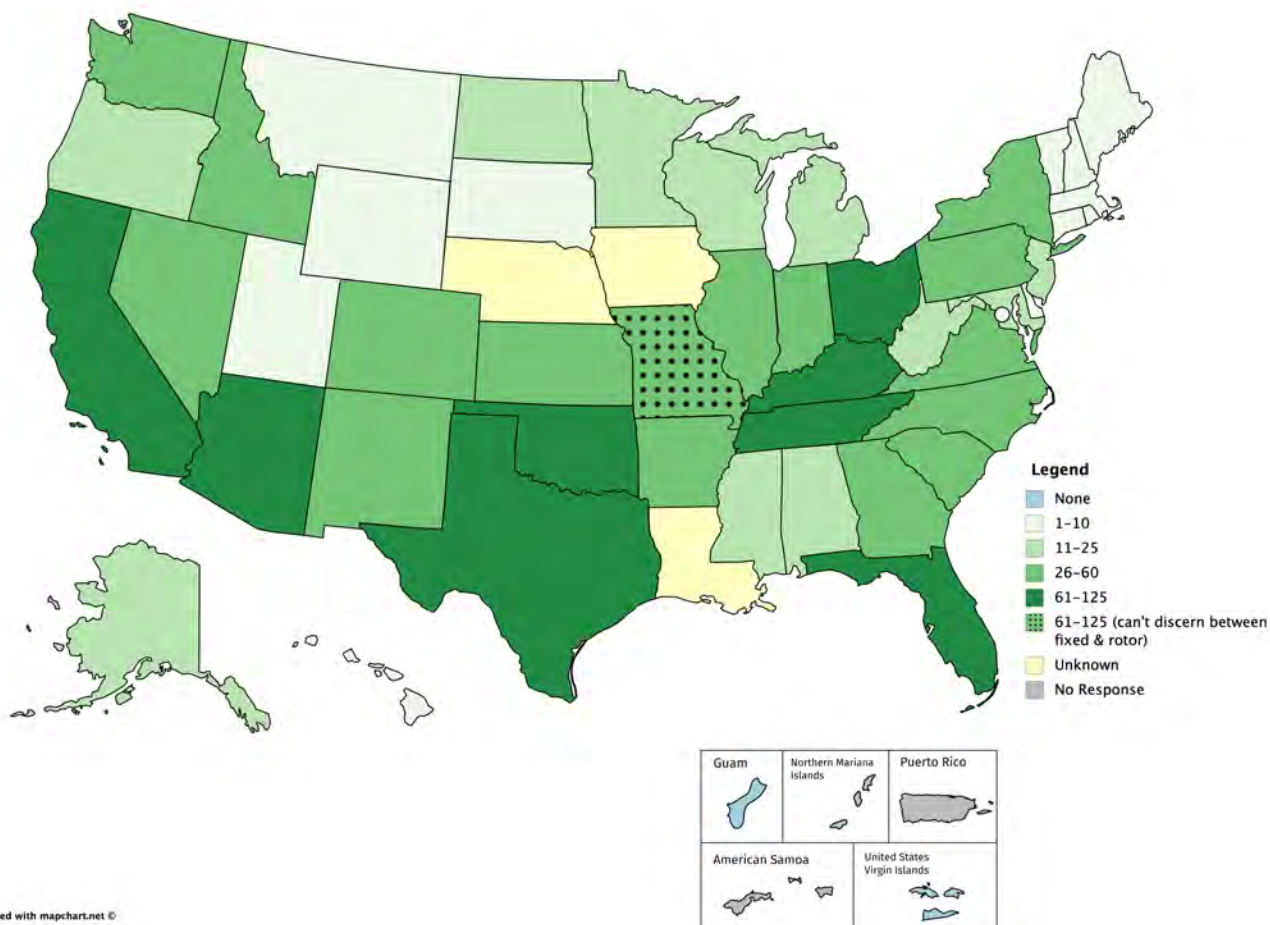 Legend
None
1–10
11–25
26–60
61–125
61–125 (can't discern between
fixed & rotor)
Unknown
No Response
Guam
Northern Mariana
Islands
Puerto Rico
American Samoa
United States
Virgin Islands
ed with mapchart.net ©